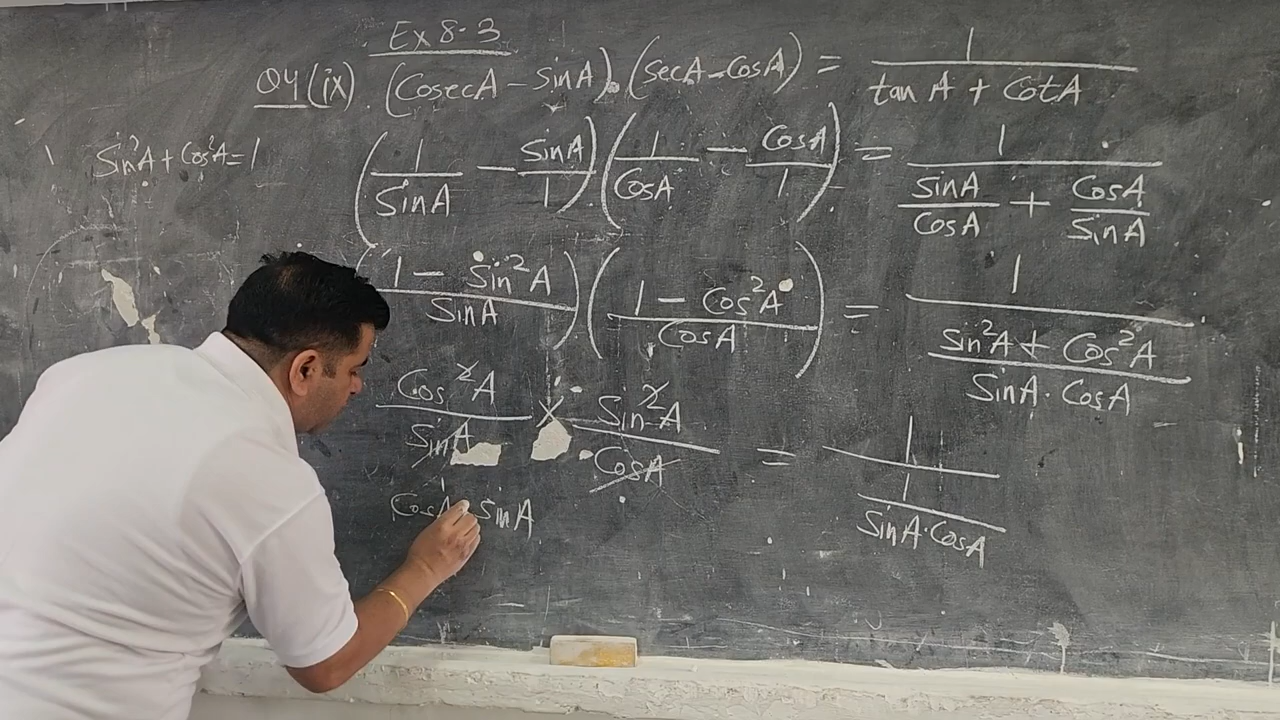 Ex 8.3
Q4(ix). (CosecA - sinA).(secA - CosA) = 1/(tan A + CotA)
Sin²A + Cos²A = 1
(1/SinA - SinA/1)(1/CosA - CosA/1) = 1/(SinA/CosA + CosA/SinA)
(1 - Sin²A/SinA)(1 - Cos²A/CosA) = 1/(Sin²A + Cos²A/SinA.CosA)
Cos²A/SinA × Sin²A/CosA = 1/(1/SinA.CosA)
CosA. SinA